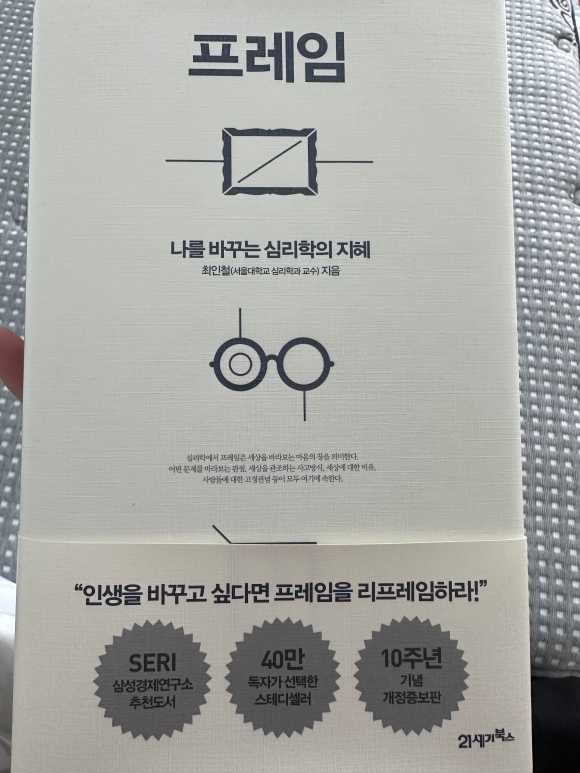 프레임
나를 바꾸는 심리학의 지혜
최인철(서울대학교 심리학과 교수) 지음
심리학에서 프레임은 세상을 바라보는 마음의 창을 의미한다.
어떤 문제를 바라보는 관점, 세상을 관조하는 사고방식, 세상에 대한 비유,
사람들에 대한 고정관념 등이 모두 여기에 속한다.
“인생을 바꾸고 싶다면 프레임을 리프레임하라!”
SERI
삼성경제연구소
추천도서
40만
독자가 선택한
스테디셀러
10주년
기념
개정증보판
21세기북스